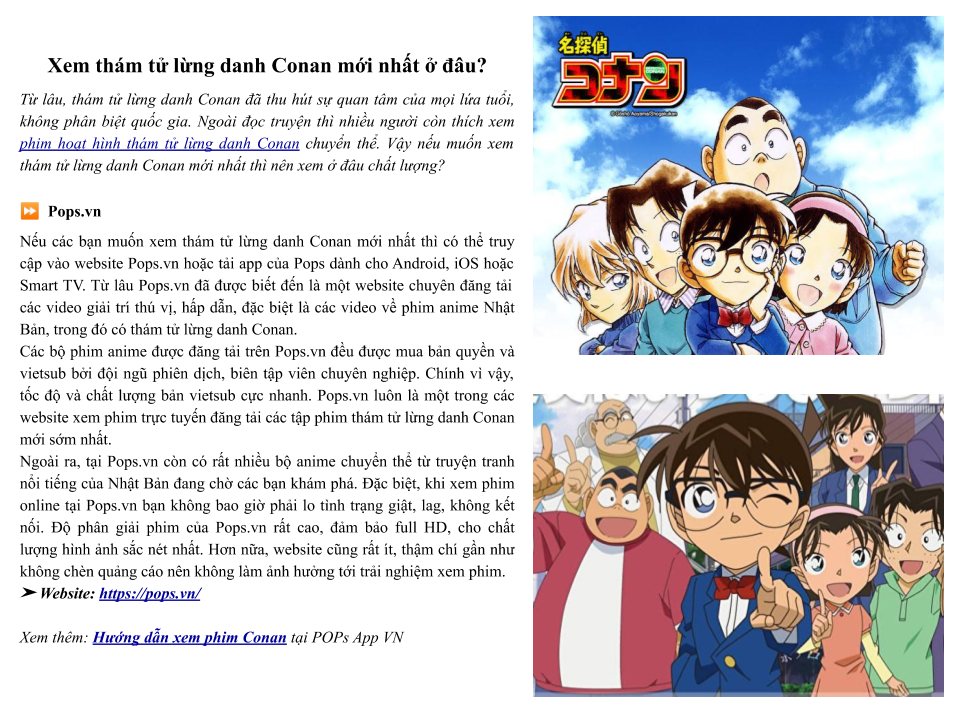 Xem thám tử lừng danh Conan mới nhất ở đâu?
Từ lâu, thám tử lừng danh Conan đã thu hút sự quan tâm của mọi lứa tuổi,
không phân biệt quốc gia. Ngoài đọc truyện thì nhiều người còn thích xem
phim hoạt hình thám tử lừng danh Conan chuyển thể. Vậy nếu muốn xem
thám tử lừng danh Conan mới nhất thì nên xem ở đâu chất lượng?
⏩ Pops.vn
Nếu các bạn muốn xem thám tử lừng danh Conan mới nhất thì có thể truy
cập vào website Pops.vn hoặc tải app của Pops dành cho Android, iOS hoặc
Smart TV. Từ lâu Pops.vn đã được biết đến là một website chuyên đăng tải
các video giải trí thú vị, hấp dẫn, đặc biệt là các video về phim anime Nhật
Bản, trong đó có thám tử lừng danh Conan.
Các bộ phim anime được đăng tải trên Pops.vn đều được mua bản quyền và
vietsub bởi đội ngũ phiên dịch, biên tập viên chuyên nghiệp. Chính vì vậy,
tốc độ và chất lượng bản vietsub cực nhanh. Pops.vn luôn là một trong các
website xem phim trực tuyến đăng tải các tập phim thám tử lừng danh Conan
mới sớm nhất.
Ngoài ra, tại Pops.vn còn có rất nhiều bộ anime chuyển thể từ truyện tranh
nổi tiếng của Nhật Bản đang chờ các bạn khám phá. Đặc biệt, khi xem phim
online tại Pops.vn bạn không bao giờ phải lo tình trạng giật, lag, không kết
nối. Độ phân giải phim của Pops.vn rất cao, đảm bảo full HD, cho chất
lượng hình ảnh sắc nét nhất. Hơn nữa, website cũng rất ít, thậm chí gần như
không chèn quảng cáo nên không làm ảnh hưởng tới trải nghiệm xem phim.
➤ Website: https://pops.vn/
Xem thêm: Hướng dẫn xem phim Conan tại POPs App VN
名探偵
コナン